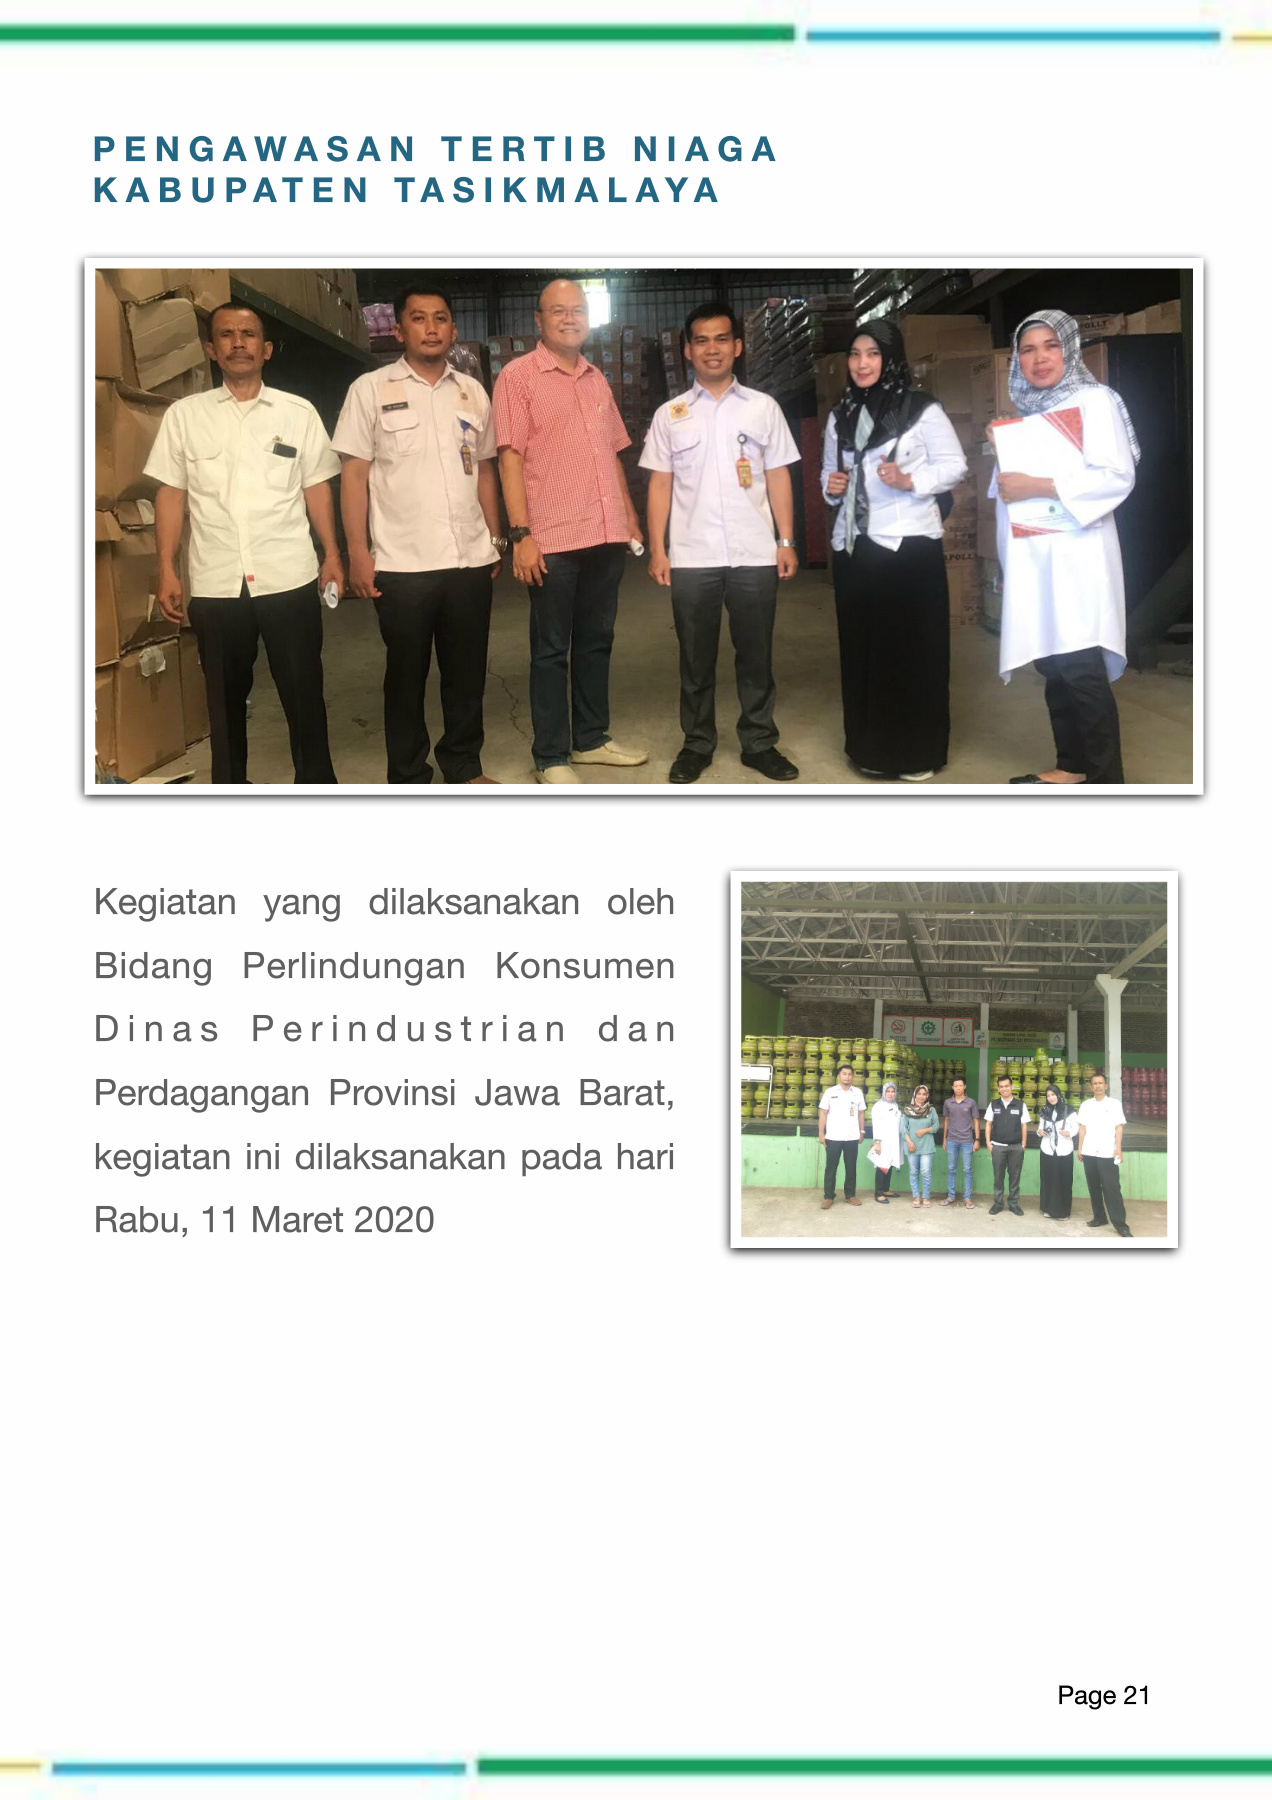 PENGAWASAN TERTIB NIAGA
KABUPATEN TASIKMALAYA
Kegiatan yang dilaksanakan oleh
Bidang Perlindungan Konsumen
Dinas Perindustrian dan
Perdagangan Provinsi Jawa Barat,
kegiatan ini dilaksanakan pada hari
Rabu, 11 Maret 2020
Page 21